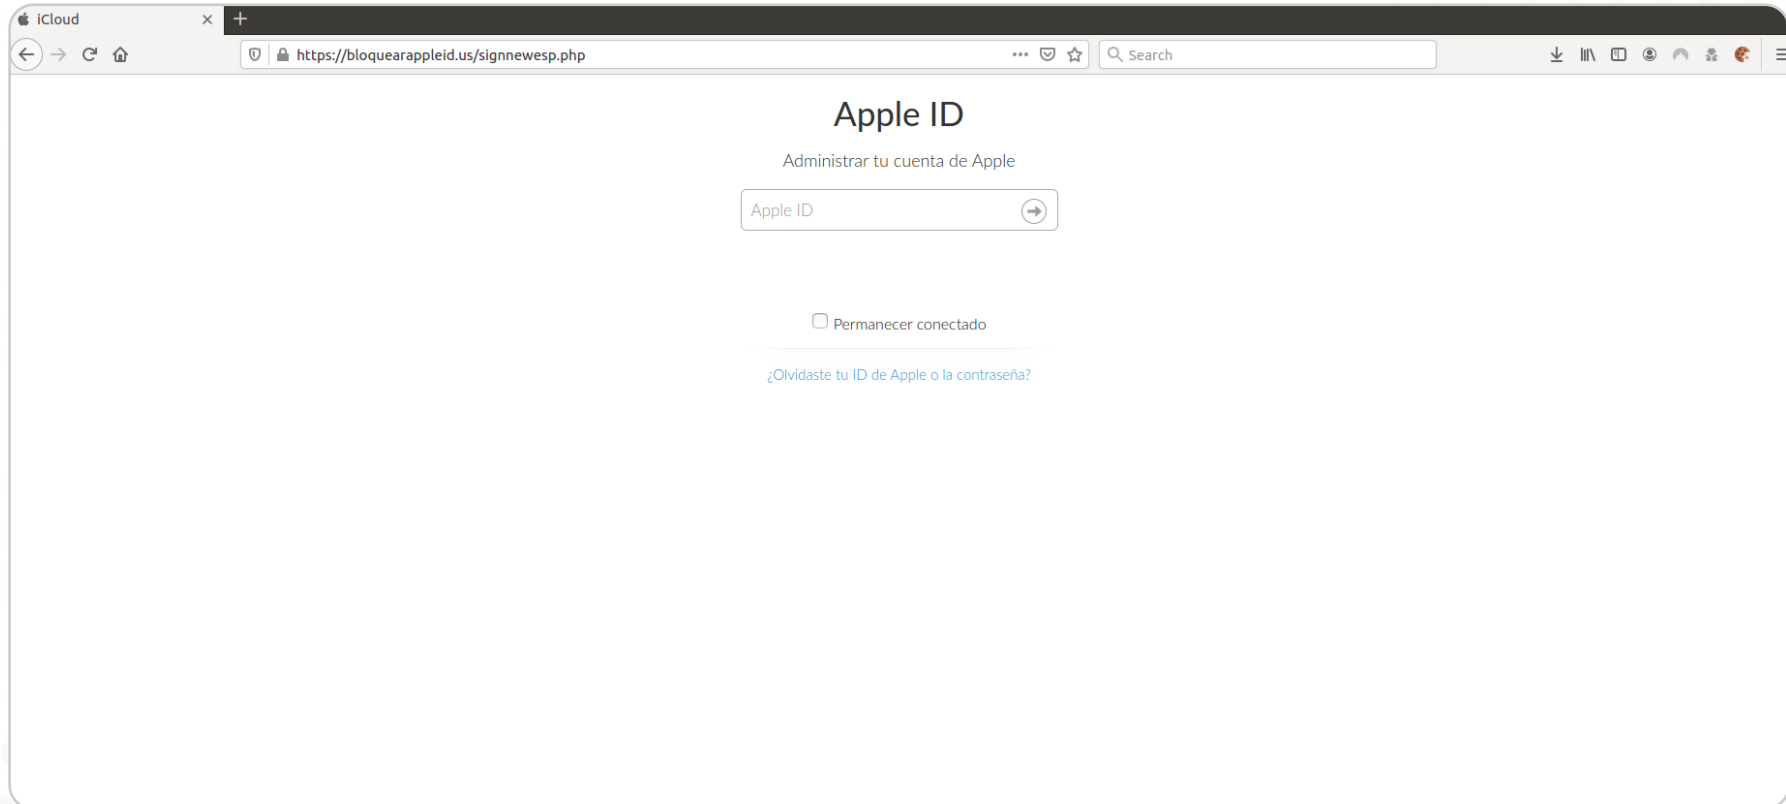 iCloud
https://bloquearappleid.us/signnewesp.php
Search
Apple ID
Administrar tu cuenta de Apple
Apple ID
Permanecer conectado
¿Olvidaste tu ID de Apple o la contraseña?